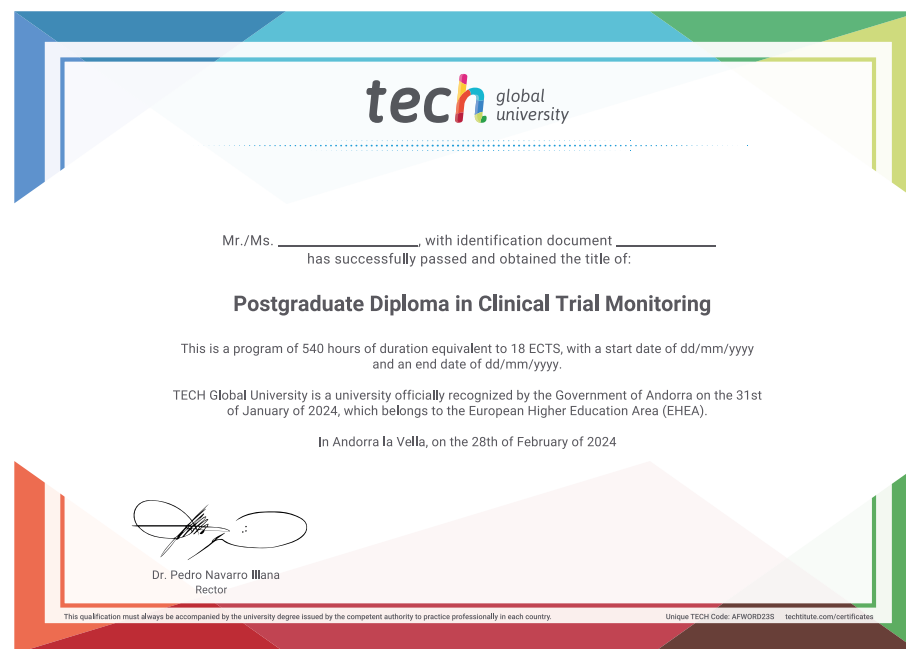 tech global
university
Mr./Ms. ____________, with identification document ____________
has successfully passed and obtained the title of:
Postgraduate Diploma in Clinical Trial Monitoring
This is a program of 540 hours of duration equivalent to 18 ECTS, with a start date of dd/mm/yyyy
and an end date of dd/mm/yyyy.
TECH Global University is a university officially recognized by the Government of Andorra on the 31st
of January of 2024, which belongs to the European Higher Education Area (EHEA).
In Andorra la Vella, on the 28th of February of 2024
Dr. Pedro Navarro Illana
Rector
This qualification must always be accompanied by the university degree issued by the competent authority to practice professionally in each country.
Unique TECH Code: AFWORD23S techtitute.com/certificates